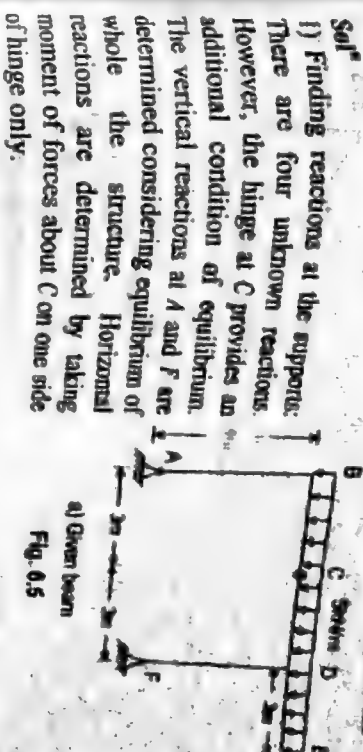 Solⁿ
i) Finding reactions at the supports:
There are four unknown reactions.
However, the hinge at C provides an
additional condition of equilibrium.
The vertical reactions at A and F are
determined considering equilibrium of
whole the structure. Horizontal
reactions are determined by taking
moment of forces about C on one side
of hinge only.
B C D
A F
a) Given beam
Fig. 6.5